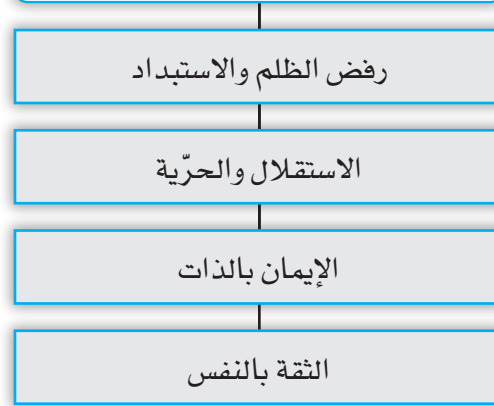 رفض الظلم والاستبداد
الاستقلال والحرّية
الإيمان بالذات
الثقة بالنفس